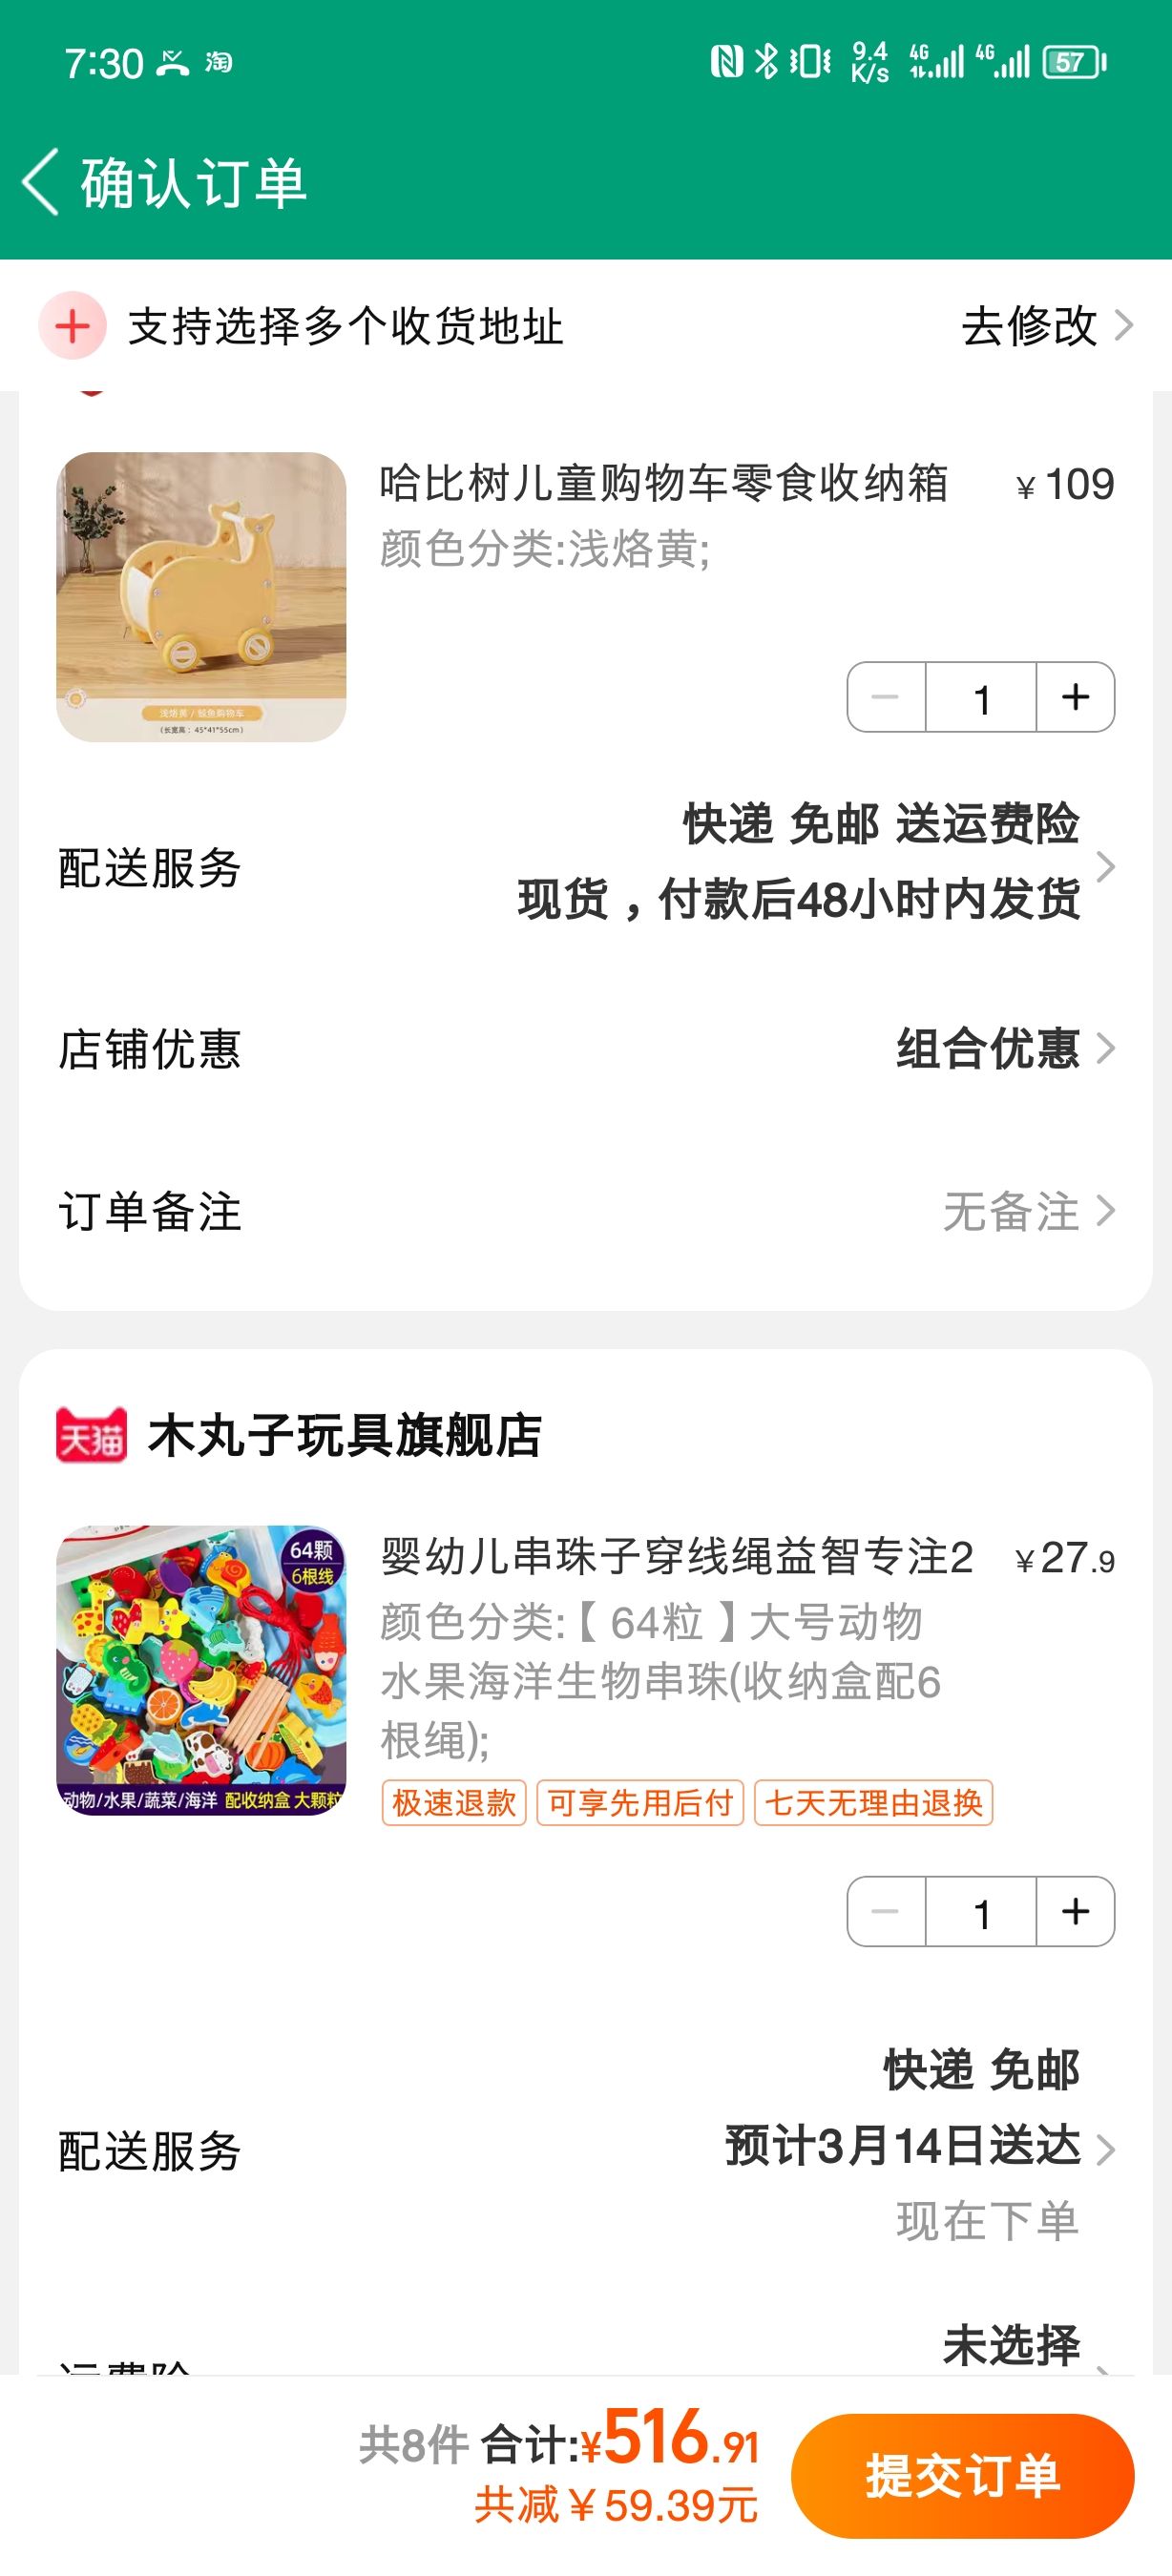 7:30 淘 9.4 K/s 4G 4G 57
确认订单
支持选择多个收货地址 去修改
哈比树儿童购物车零食收纳箱 ¥109
颜色分类:浅烙黄;
浅烙黄 / 鲸鱼购物车
(长宽高：45*41*55cm)
1
快递 免邮 送运费险
配送服务
现货，付款后48小时内发货
店铺优惠 组合优惠
订单备注 无备注
天猫 木丸子玩具旗舰店
婴幼儿串珠子穿线绳益智专注2 ¥27.9
64颗
6根线
颜色分类:【64粒】大号动物
水果海洋生物串珠(收纳盒配6
根绳);
动物/水果/蔬菜/海洋 配收纳盒 大颗粒
极速退款 可享先用后付 七天无理由退换
1
快递 免邮
配送服务 预计3月14日送达
现在下单
未选择
运费险
共8件 合计:¥516.91
共减¥59.39元
提交订单